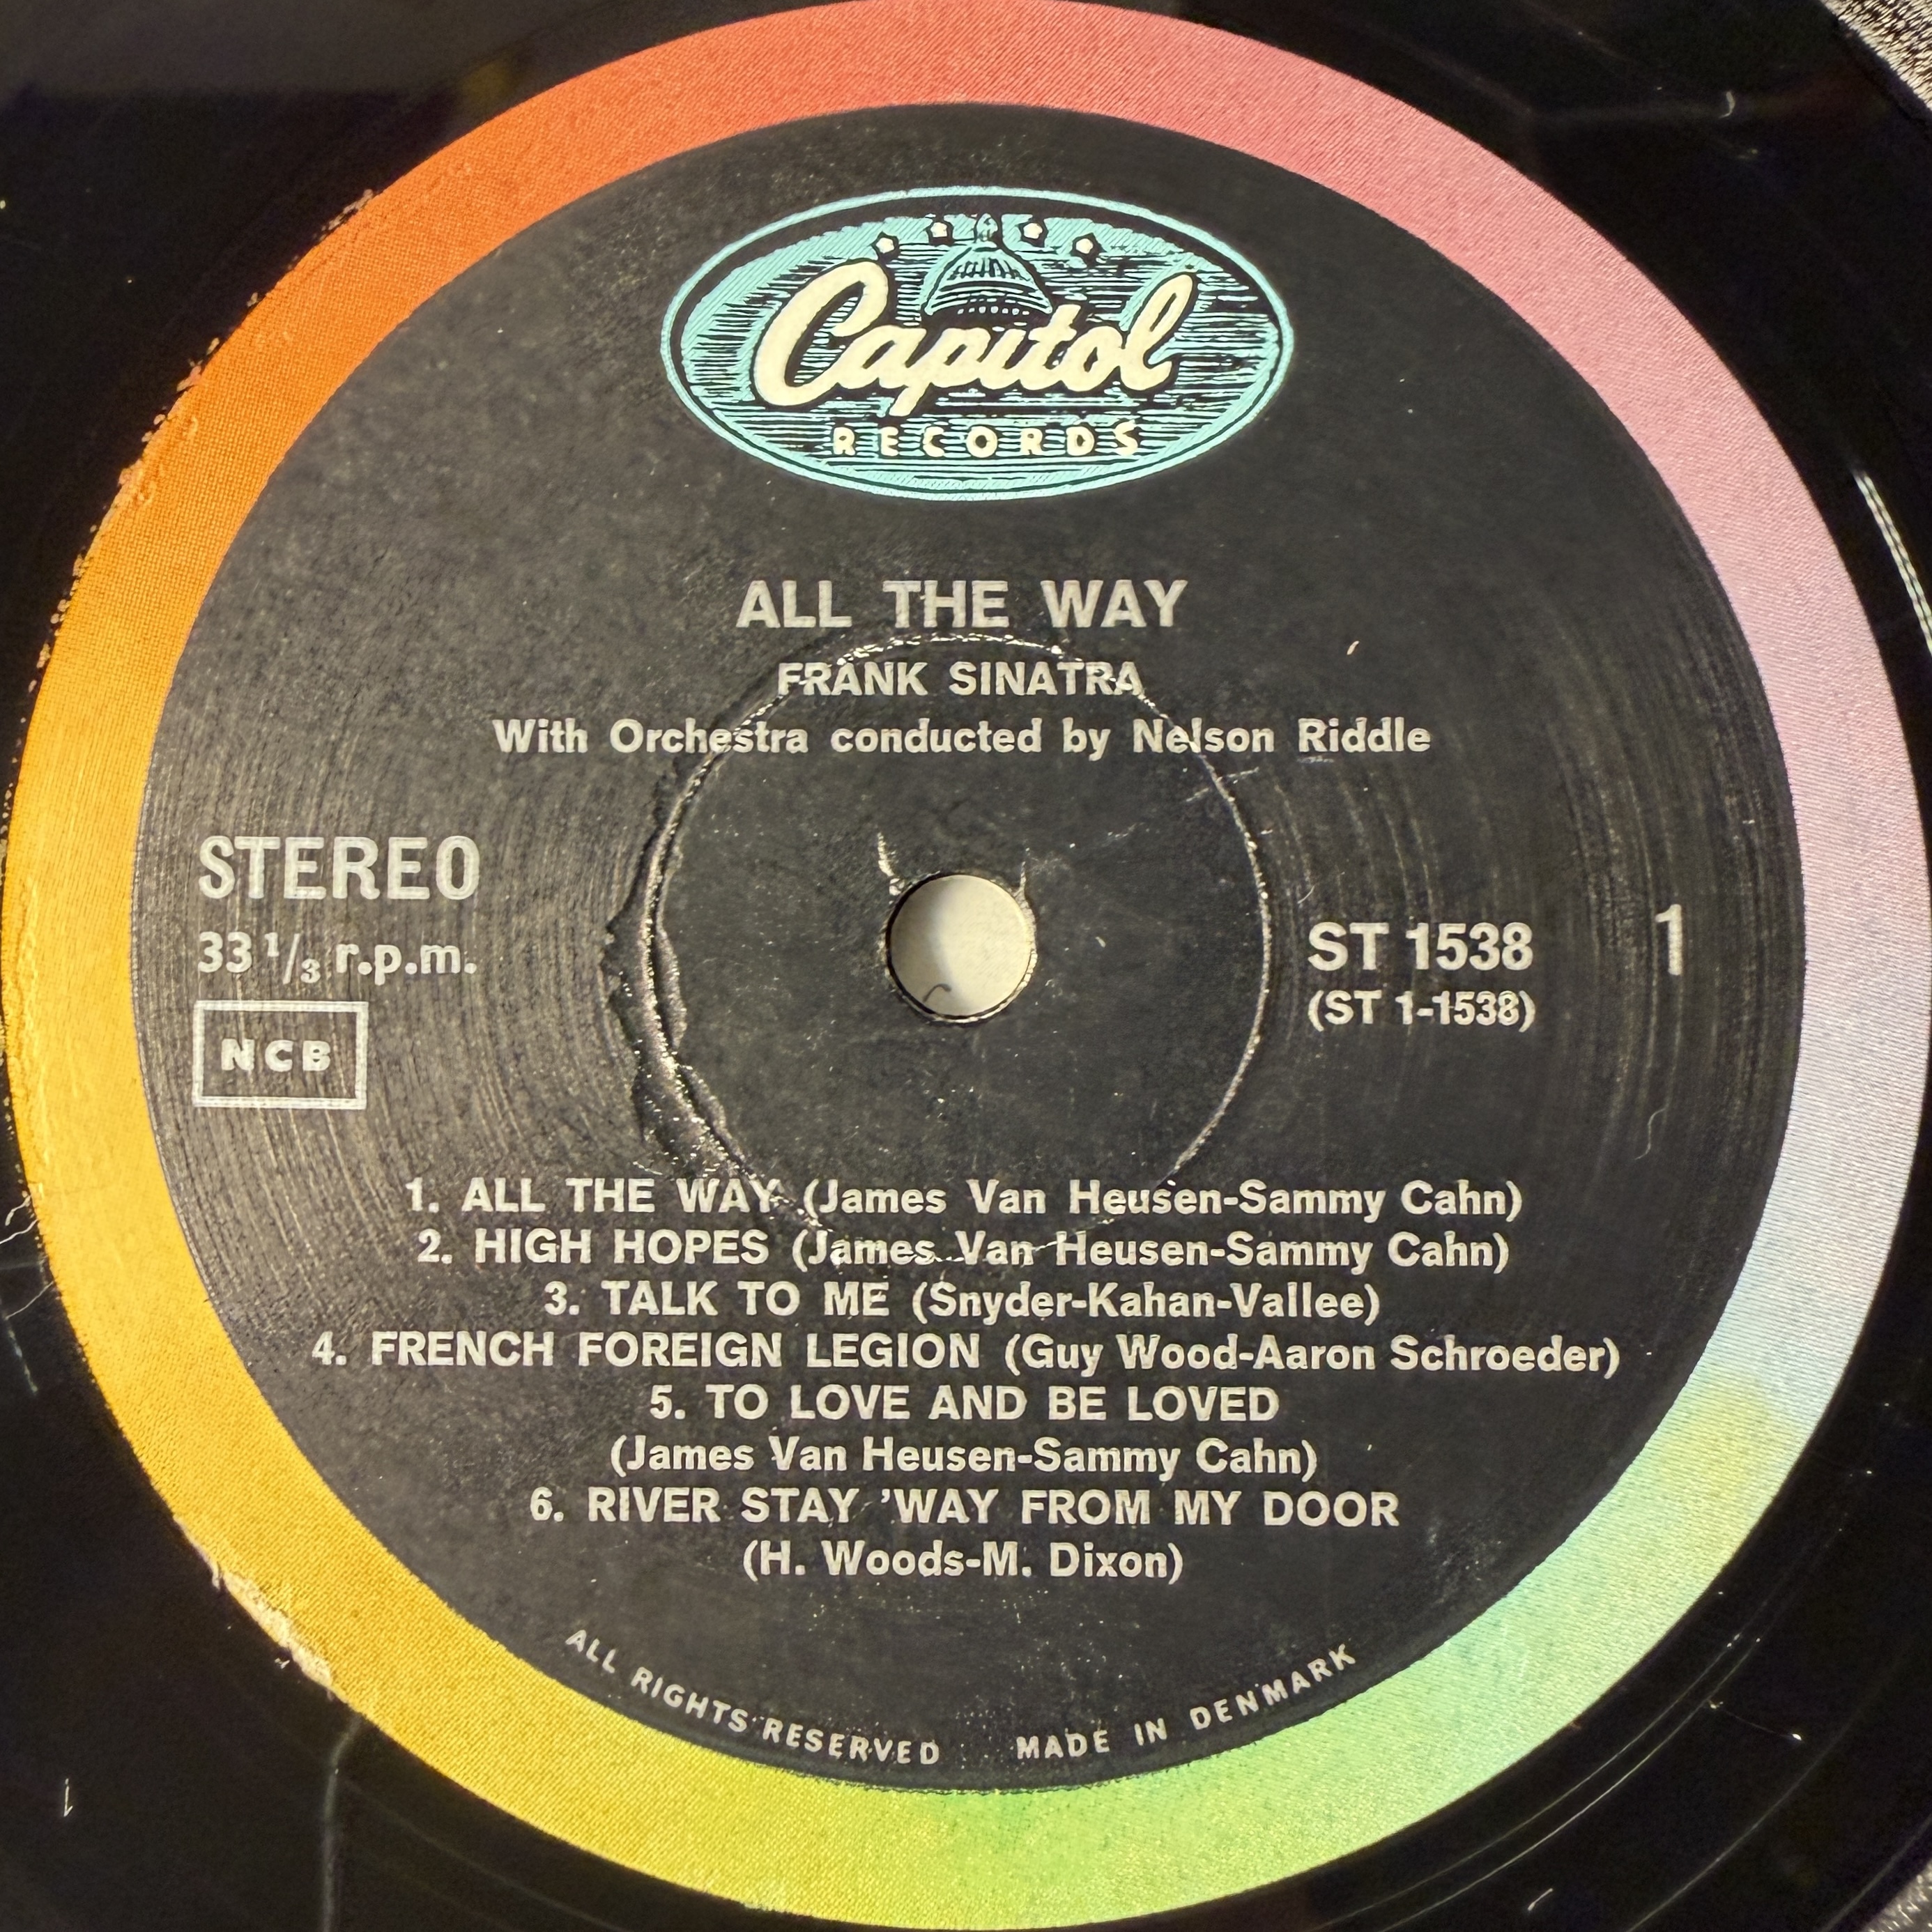 Capitol
RECORDS
ALL THE WAY
FRANK SINATRA
With Orchestra conducted by Nelson Riddle
STEREO
33 1/3 r.p.m.
NCB
ST 1538
(ST 1-1538)
1
1. ALL THE WAY (James Van Heusen-Sammy Cahn)
2. HIGH HOPES (James Van Heusen-Sammy Cahn)
3. TALK TO ME (Snyder-Kahan-Vallee)
4. FRENCH FOREIGN LEGION (Guy Wood-Aaron Schroeder)
5. TO LOVE AND BE LOVED
(James Van Heusen-Sammy Cahn)
6. RIVER STAY 'WAY FROM MY DOOR
(H. Woods-M. Dixon)
ALL RIGHTS RESERVED MADE IN DENMARK